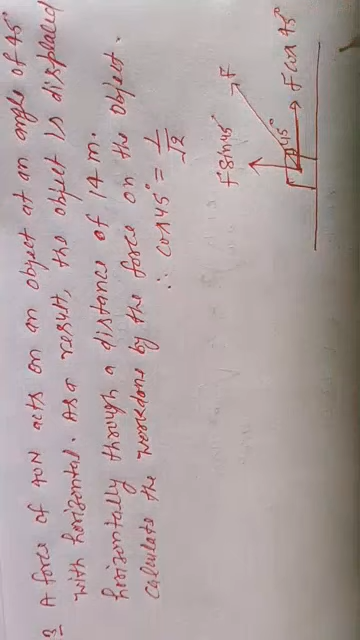 Q A force of 40N acts on an object at an angle of 45°
with horizontal. As a result, the object is displaced
horizontally through a distance of 14 m.
calculate the workdone by the force on the object.
∴ cos 45° = 1/√2
F
F Sin 45°
45°
F cos 45°